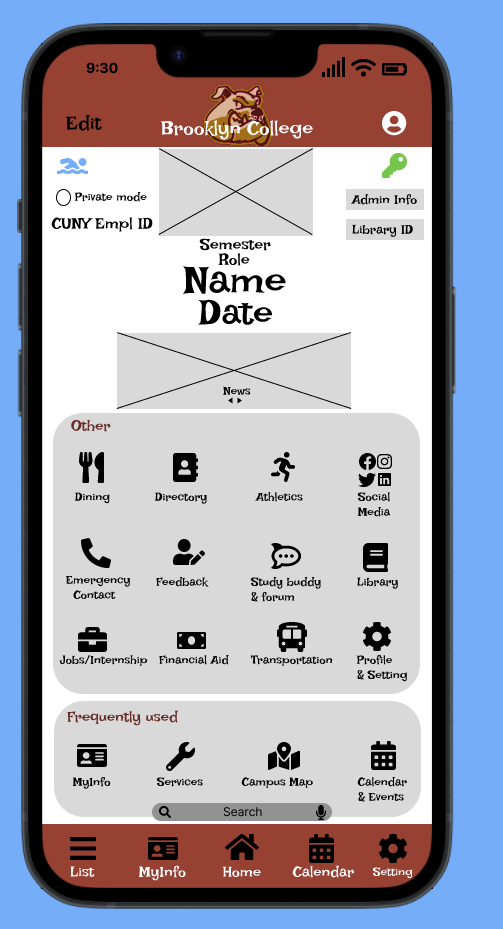 9:30
Edit
Brooklyn College
Private mode
CUNY Empl ID
Admin Info
Library ID
Semester
Role
Name
Date
News
Other
Dining
Directory
Athletics
Social
Media
Emergency
Contact
Feedback
Study buddy
& forum
Library
Jobs/Internship
Financial Aid
Transportation
Profile
& Setting
Frequently used
MyInfo
Services
Campus Map
Calendar
& Events
Search
List
MyInfo
Home
Calendar
Setting